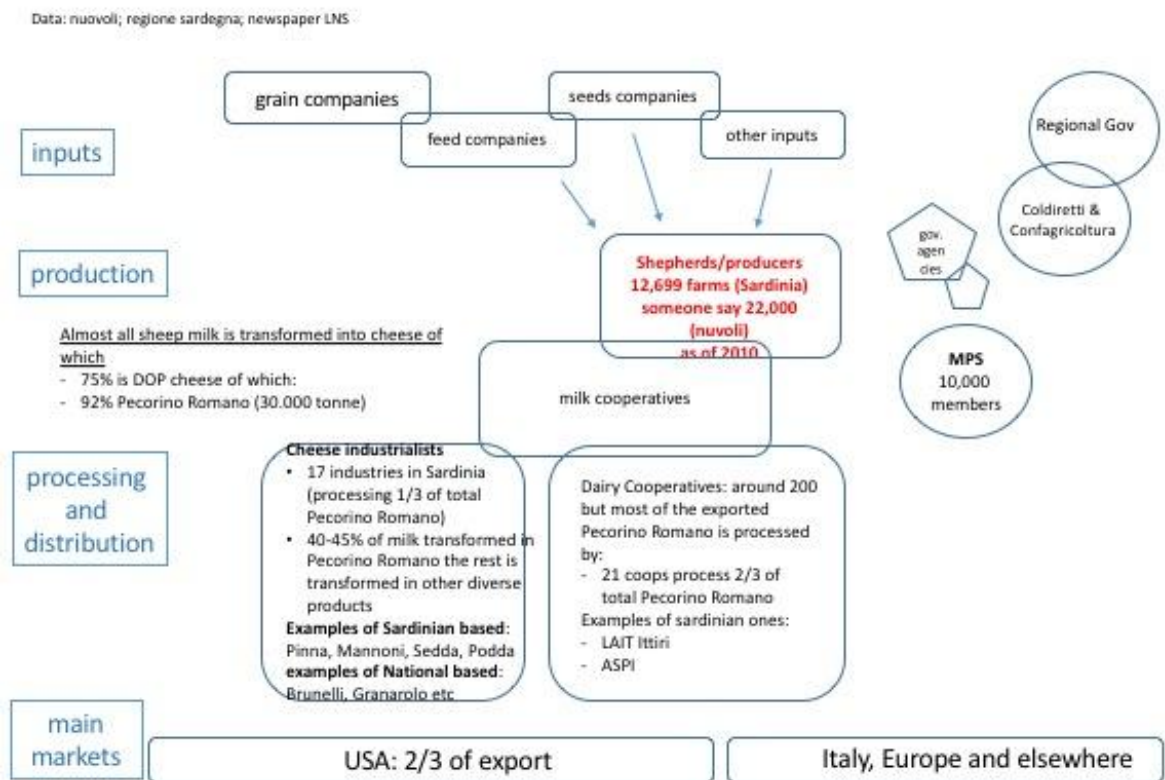 Data: nuovoli; regione sardegna; newspaper LNS
grain companies
seeds companies
feed companies
other inputs
inputs
Regional Gov
Coldiretti &
Confagricoltura
gov.
agen
cies
production
Shepherds/producers
12,699 farms (Sardinia)
someone say 22,000
(nuvoli)
as of 2010
Almost all sheep milk is transformed into cheese of
which
- 75% is DOP cheese of which:
- 92% Pecorino Romano (30.000 tonne)
milk cooperatives
MPS
10,000
members
processing
and
distribution
Cheese industrialists
• 17 industries in Sardinia
(processing 1/3 of total
Pecorino Romano)
• 40-45% of milk transformed in
Pecorino Romano the rest is
transformed in other diverse
products
Examples of Sardinian based:
Pinna, Mannoni, Sedda, Podda
examples of National based:
Brunelli, Granarolo etc
Dairy Cooperatives: around 200
but most of the exported
Pecorino Romano is processed
by:
- 21 coops process 2/3 of
total Pecorino Romano
Examples of sardinian ones:
- LAIT Ittiri
- ASPI
main
markets
USA: 2/3 of export
Italy, Europe and elsewhere